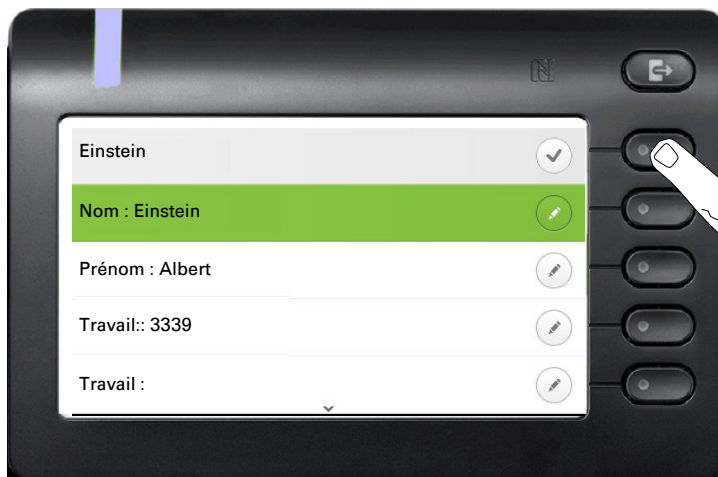 Einstein
Nom : Einstein
Prénom : Albert
Travail:: 3339
Travail :